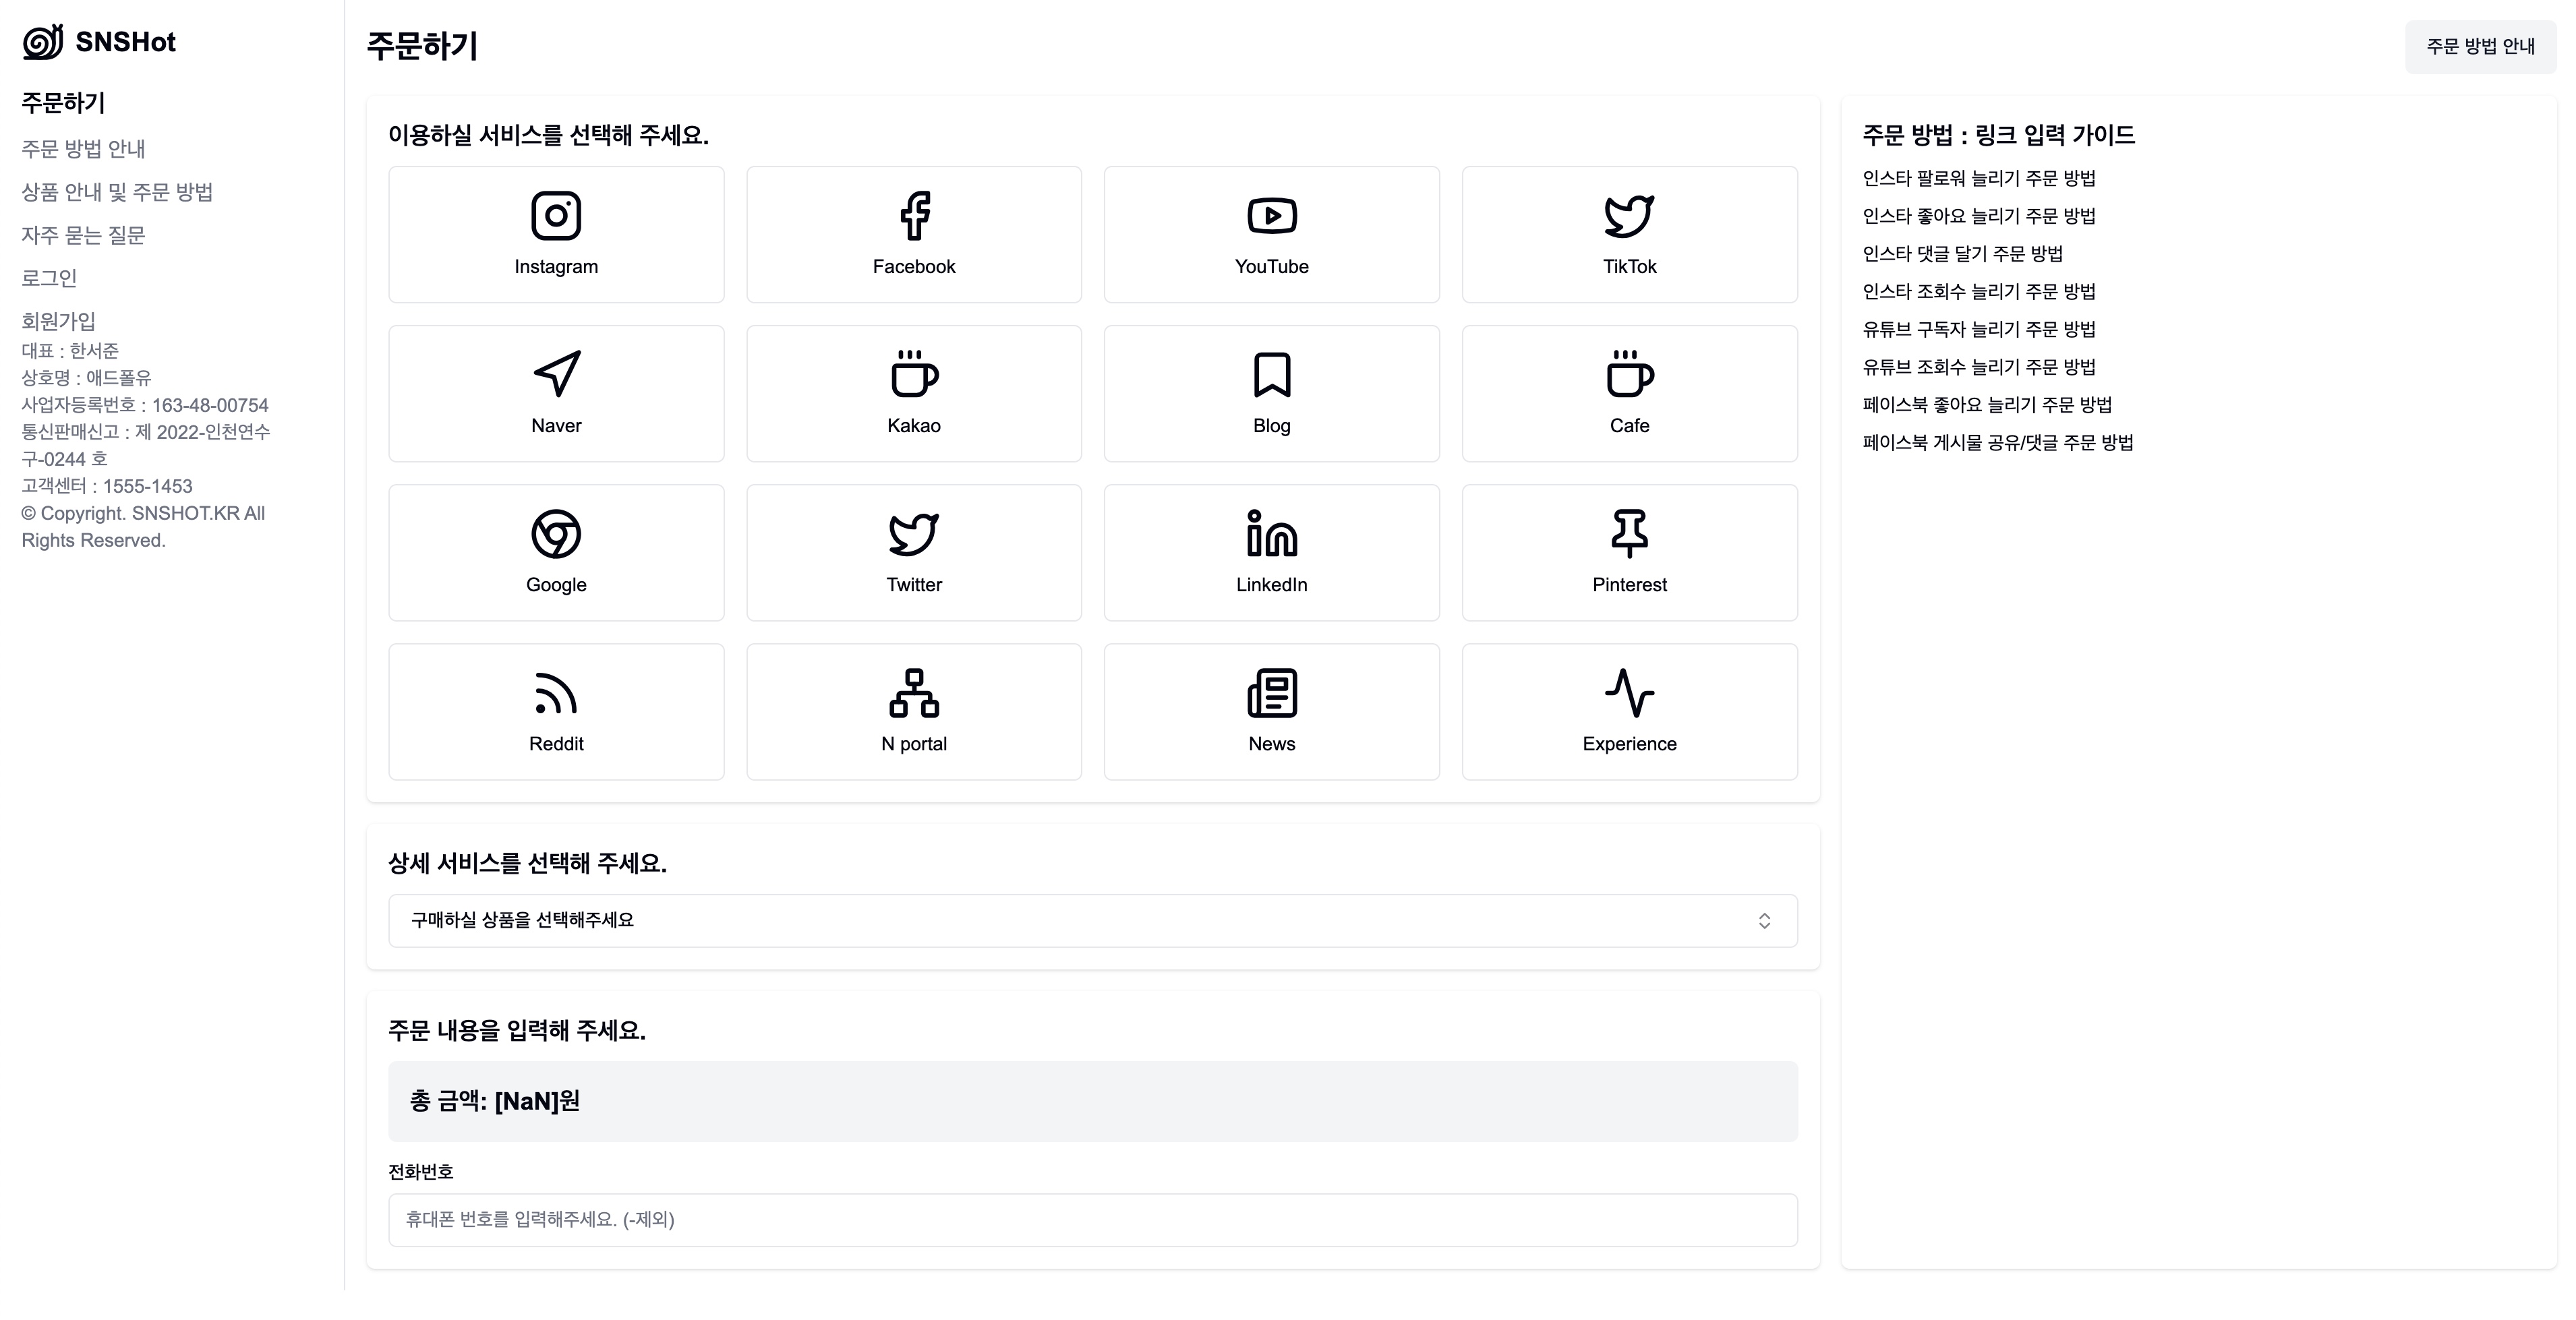 SNSHot
주문하기
주문 방법 안내
상품 안내 및 주문 방법
자주 묻는 질문
로그인
회원가입
대표 : 한서준
상호명 : 애드폴유
사업자등록번호 : 163-48-00754
통신판매신고 : 제 2022-인천연수
구-0244 호
고객센터 : 1555-1453
© Copyright. SNSHOT.KR All
Rights Reserved.
주문하기
주문 방법 안내
이용하실 서비스를 선택해 주세요.
Instagram
Facebook
YouTube
TikTok
Naver
Kakao
Blog
Cafe
Google
Twitter
LinkedIn
Pinterest
Reddit
N portal
News
Experience
상세 서비스를 선택해 주세요.
구매하실 상품을 선택해주세요
주문 내용을 입력해 주세요.
총 금액: [NaN]원
전화번호
휴대폰 번호를 입력해주세요. (-제외)
주문 방법 : 링크 입력 가이드
인스타 팔로워 늘리기 주문 방법
인스타 좋아요 늘리기 주문 방법
인스타 댓글 달기 주문 방법
인스타 조회수 늘리기 주문 방법
유튜브 구독자 늘리기 주문 방법
유튜브 조회수 늘리기 주문 방법
페이스북 좋아요 늘리기 주문 방법
페이스북 게시물 공유/댓글 주문 방법